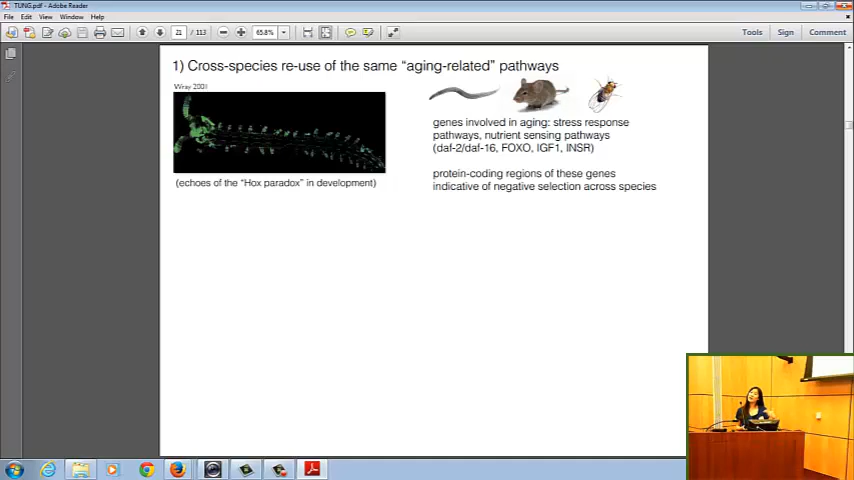 TUNG.pdf - Adobe Reader
File Edit View Window Help
21 / 113 65.8% Tools Sign Comment
1) Cross-species re-use of the same “aging-related” pathways
Wray 2001
(echoes of the “Hox paradox” in development)
genes involved in aging: stress response
pathways, nutrient sensing pathways
(daf-2/daf-16, FOXO, IGF1, INSR)
protein-coding regions of these genes
indicative of negative selection across species